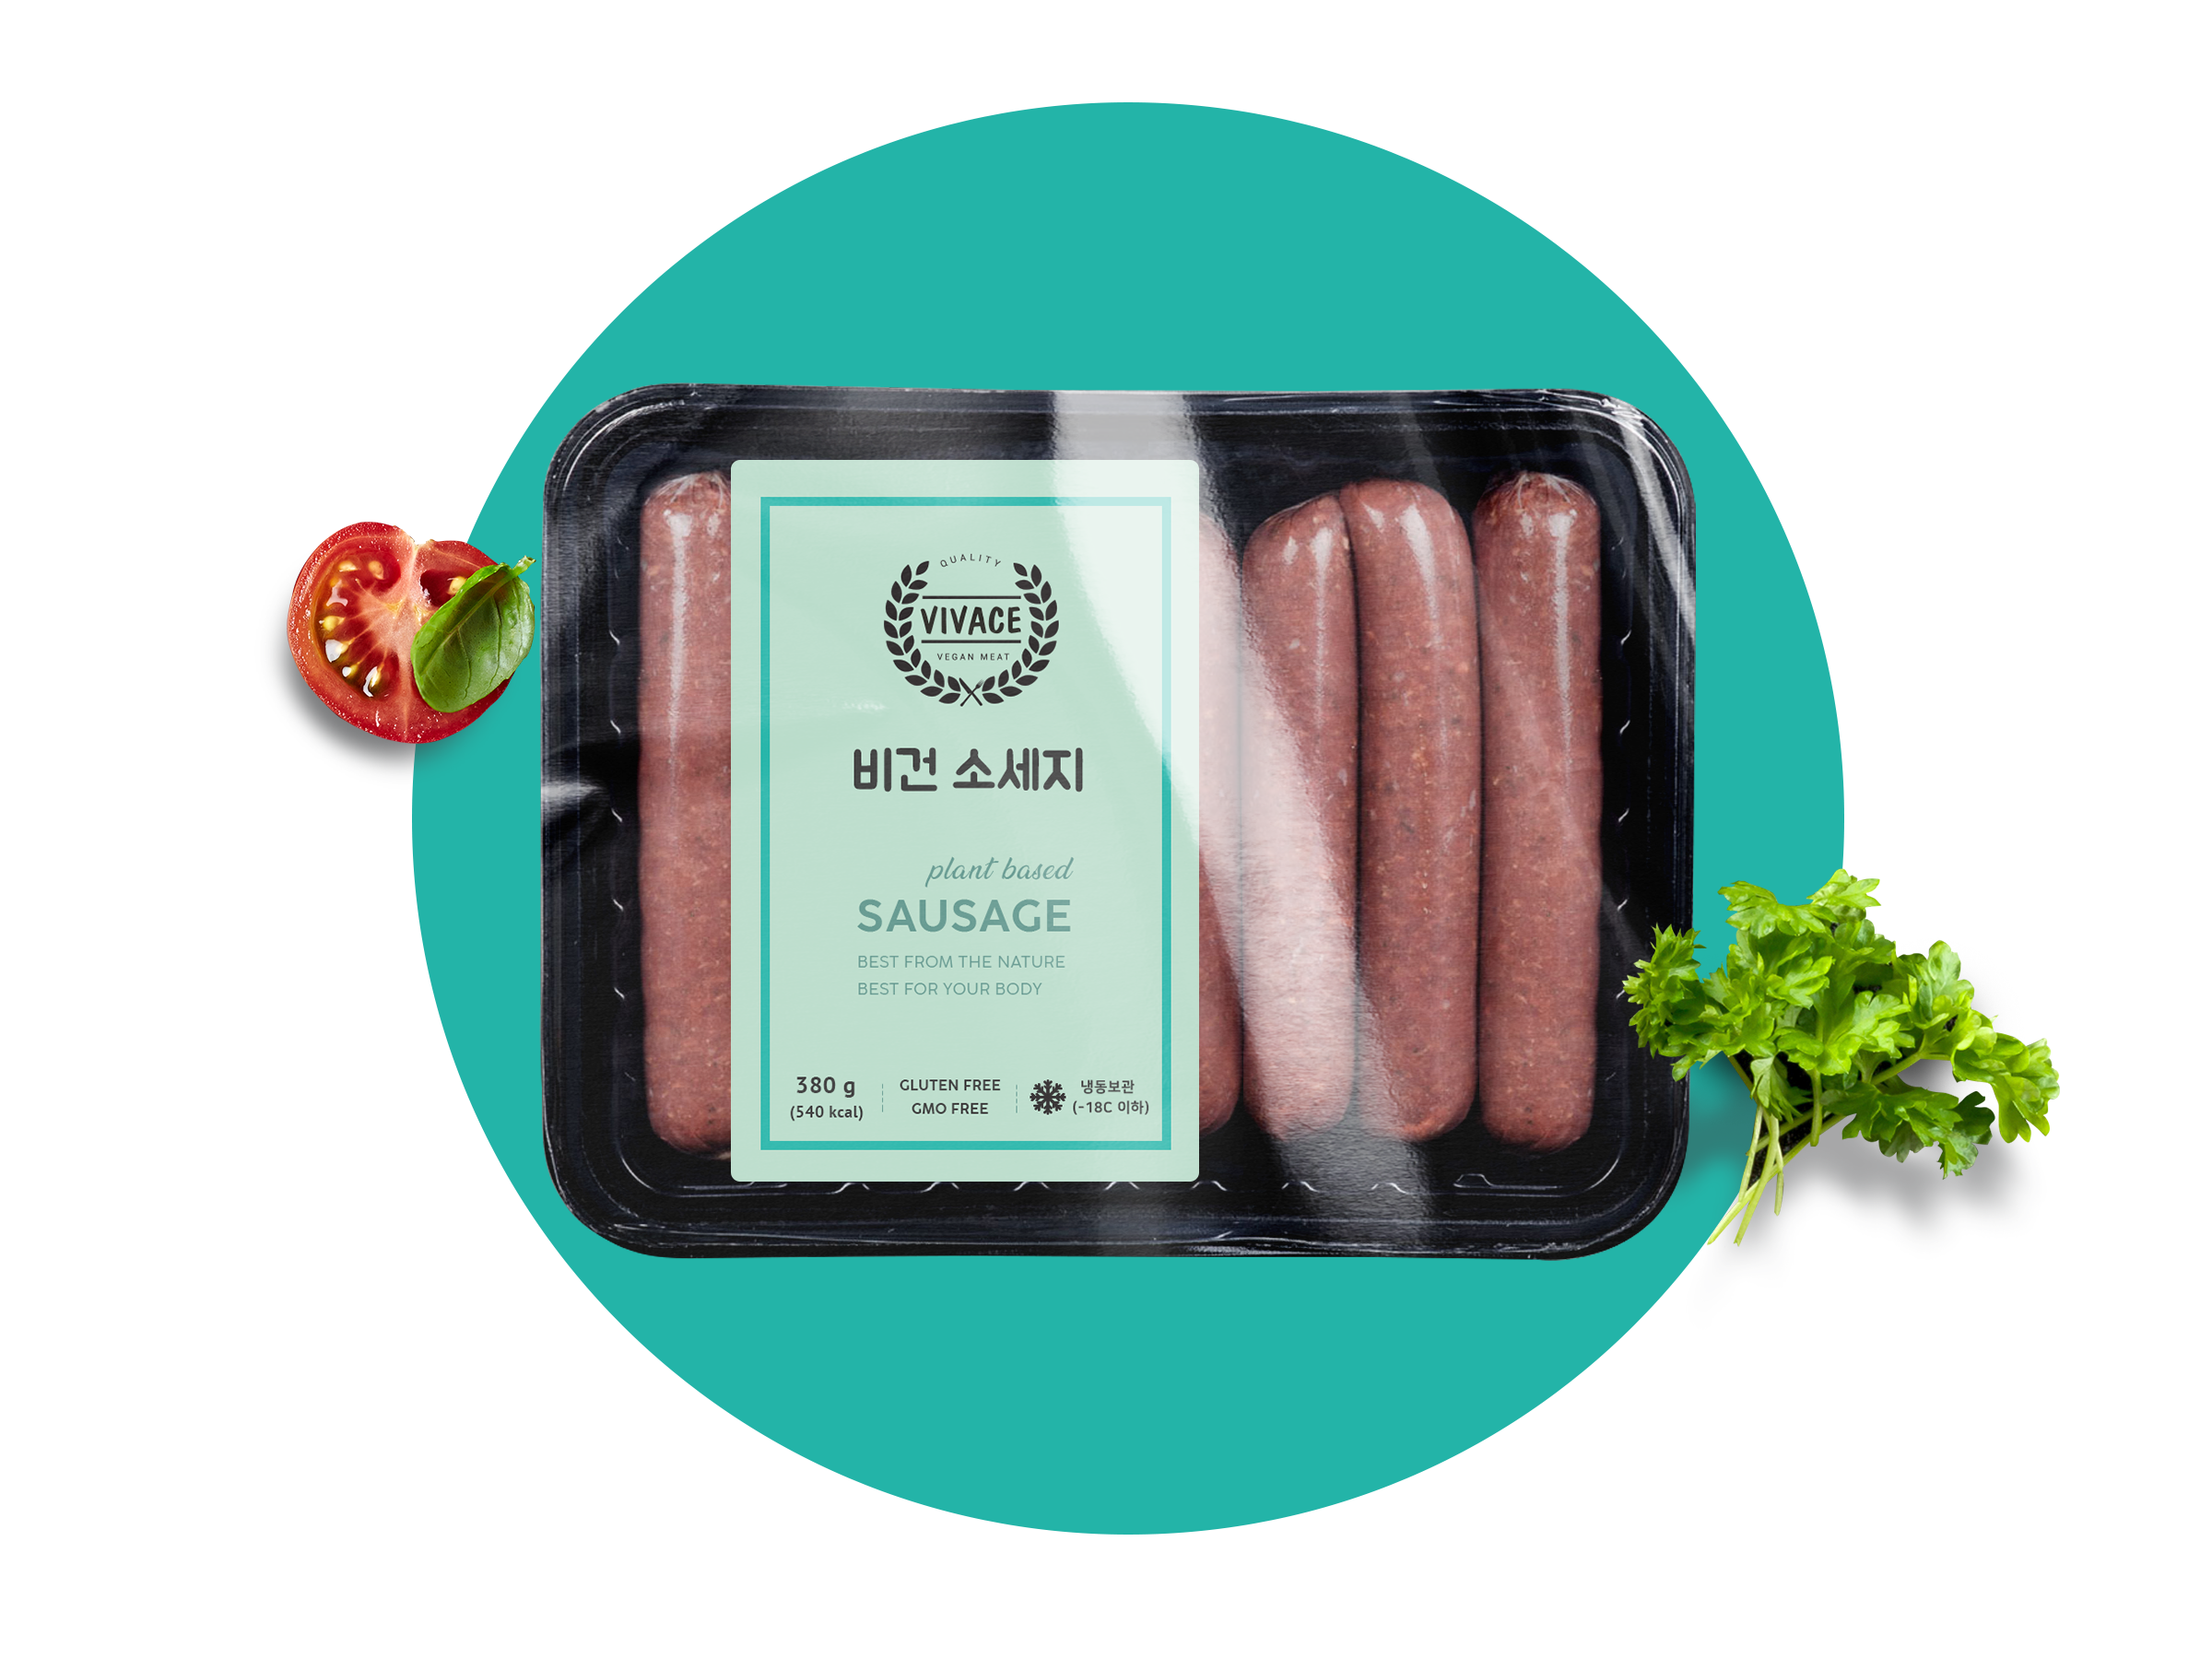 QUALITY
VIVACE
VEGAN MEAT
비건 소세지
plant based
SAUSAGE
BEST FROM THE NATURE
BEST FOR YOUR BODY
380 g
(540 kcal)
GLUTEN FREE
GMO FREE
냉동보관
(-18C 이하)